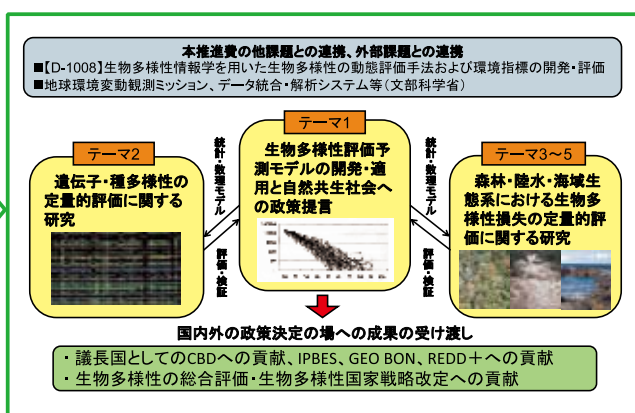 本推進費の他課題との連携、外部課題との連携
■【D-1008】生物多様性情報学を用いた生物多様性の動態評価手法および環境指標の開発・評価
■地球環境変動観測ミッション、データ統合・解析システム等(文部科学省)
テーマ2
遺伝子・種多様性の
定量的評価に関する
研究
統計・数理モデル
評価・検証
テーマ1
生物多様性評価予
測モデルの開発・適
用と自然共生社会へ
の政策提言
統計・数理モデル
評価・検証
テーマ3~5
森林・陸水・海域生
態系における生物多
様性損失の定量的評
価に関する研究
国内外の政策決定の場への成果の受け渡し
・議長国としてのCBDへの貢献、IPBES、GEO BON、REDD+への貢献
・生物多様性の総合評価・生物多様性国家戦略改定への貢献